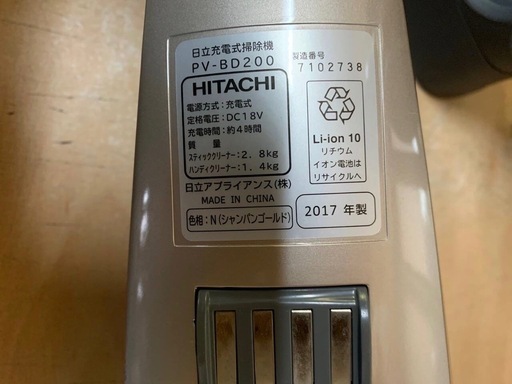 日立充電式掃除機
PV-BD200
製造番号
7102738
HITACHI
電源方式:充電式
定格電圧:DC18V
充電時間:約4時間
質量
スティッククリーナー:2.8kg
ハンディクリーナー:1.4kg
Li-ion 10
リチウム
イオン電池は
リサイクルへ
日立アプライアンス(株)
MADE IN CHINA
色相:N(シャンパンゴールド)
2017 年製